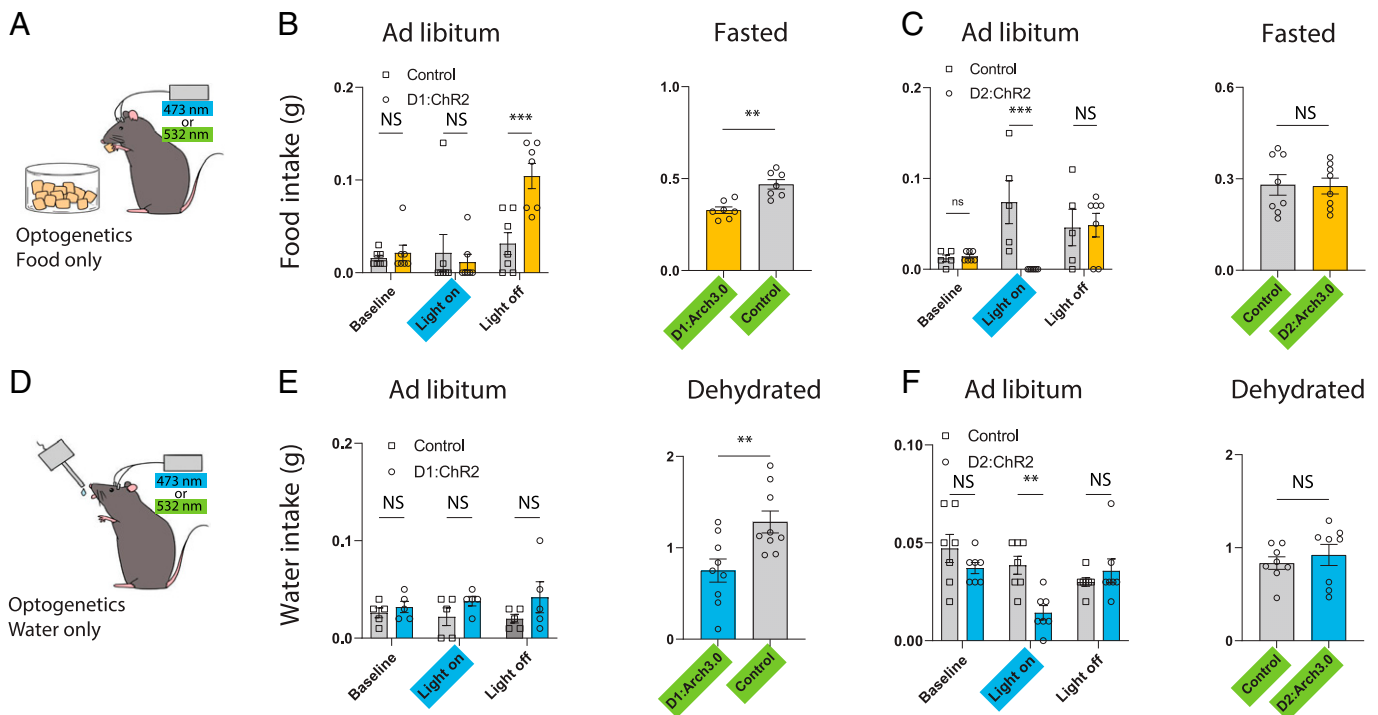 A
473 nm
or
532 nm
Optogenetics
Food only
B
Ad libitum
Control
D1:ChR2
Food intake (g)
0.2
0.1
0.0
NS
NS
***
Baseline
Light on
Light off
Fasted
1.0
0.5
0.0
**
D1:Arch3.0
Control
C
Ad libitum
Control
D2:ChR2
0.2
0.1
0.0
ns
***
NS
Baseline
Light on
Light off
Fasted
0.6
0.3
0.0
NS
Control
D2:Arch3.0
D
473 nm
or
532 nm
Optogenetics
Water only
E
Ad libitum
Control
D1:ChR2
Water intake (g)
0.2
0.1
0.0
NS
NS
NS
Baseline
Light on
Light off
Dehydrated
2
1
0
**
D1:Arch3.0
Control
F
Ad libitum
Control
D2:ChR2
0.10
0.05
0.00
NS
**
NS
Baseline
Light on
Light off
Dehydrated
2
1
0
NS
Control
D2:Arch3.0